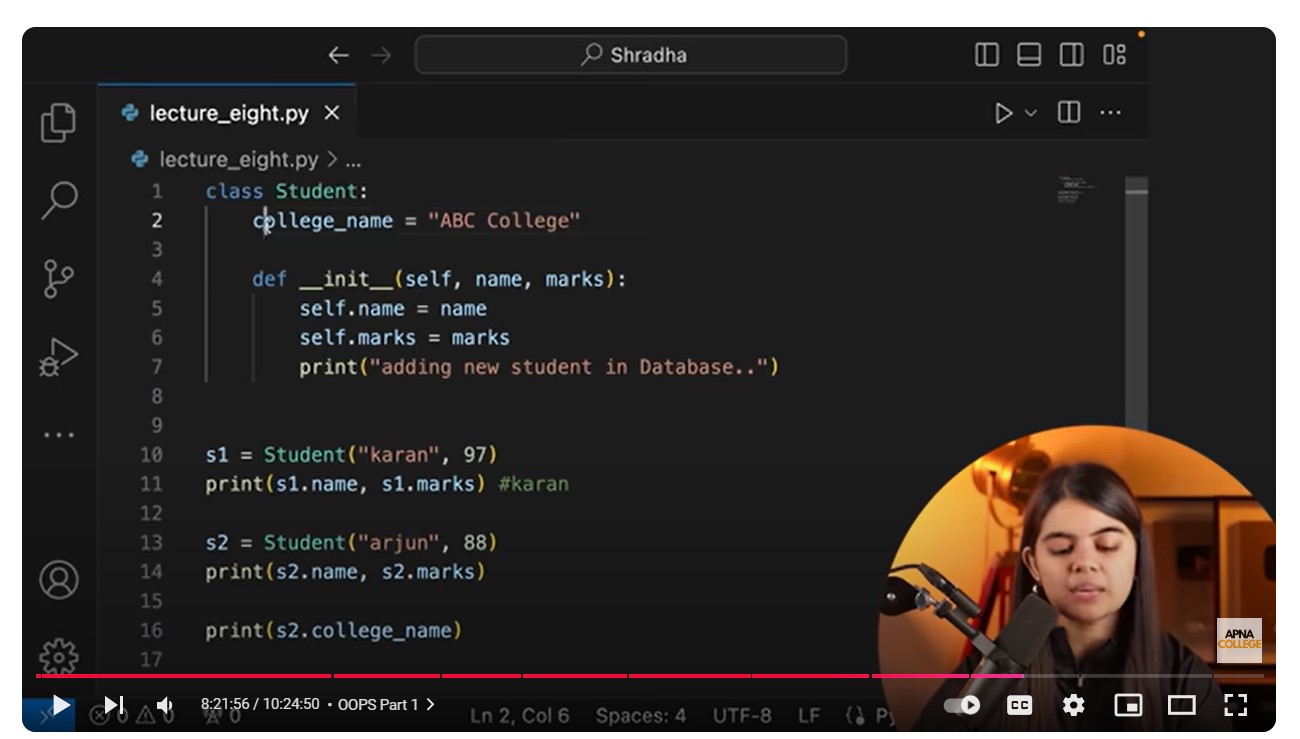 Shradha
lecture_eight.py
lecture_eight.py > ...
1 class Student:
2 college_name = "ABC College"
3
4 def __init__(self, name, marks):
5 self.name = name
6 self.marks = marks
7 print("adding new student in Database..")
8
9
10 s1 = Student("karan", 97)
11 print(s1.name, s1.marks) #karan
12
13 s2 = Student("arjun", 88)
14 print(s2.name, s2.marks)
15
16 print(s2.college_name)
17
APNA
COLLEGE
8:21:56 / 10:24:50 • OOPS Part 1 >
CC
0 0 0 Ln 2, Col 6 Spaces: 4 UTF-8 LF